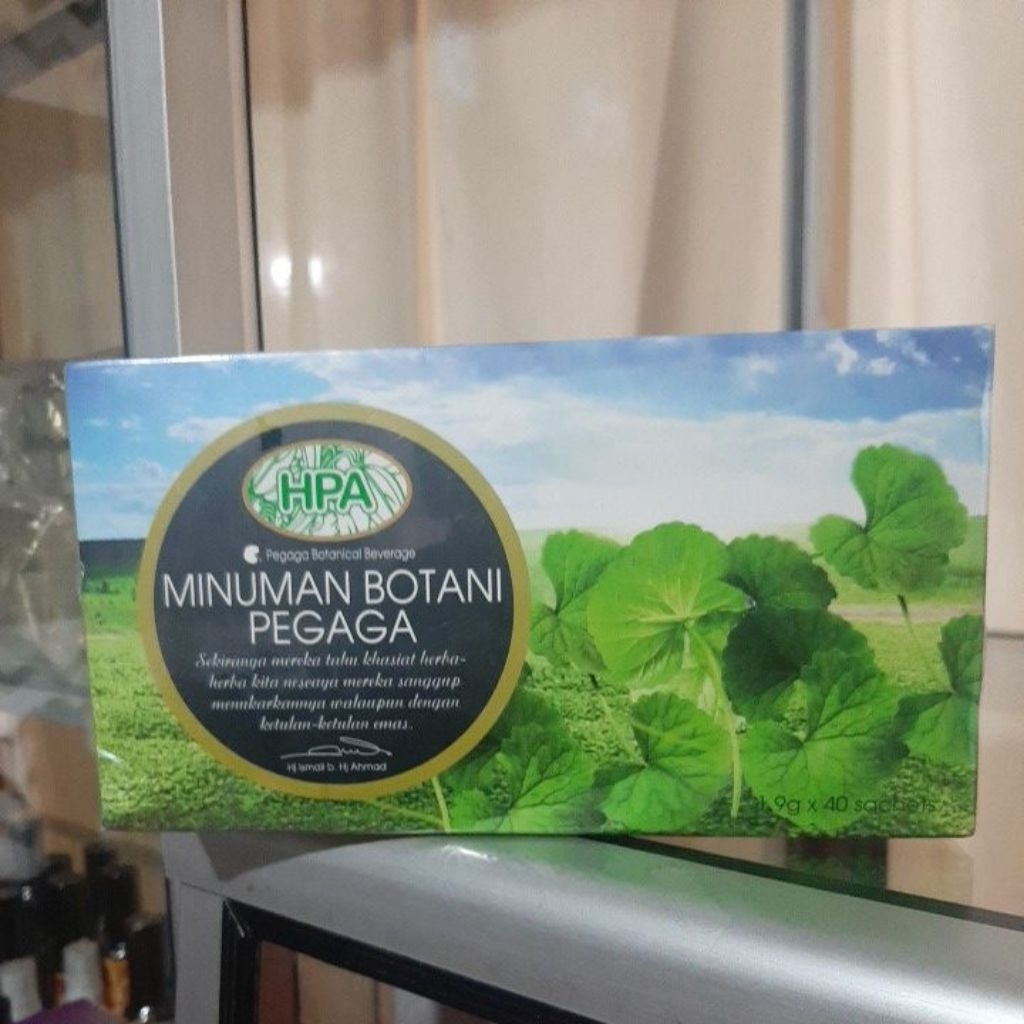 HPA
Pegaga Botanical Beverage
MINUMAN BOTANI
PEGAGA
Sekiranya mereka tahu khasiat herba-
herba kita nescaya mereka sanggup
menukarkannya walaupun dengan
ketulan-ketulan emas.
Hj Ismail b. Hj Ahmad
1.9g x 40 sachets